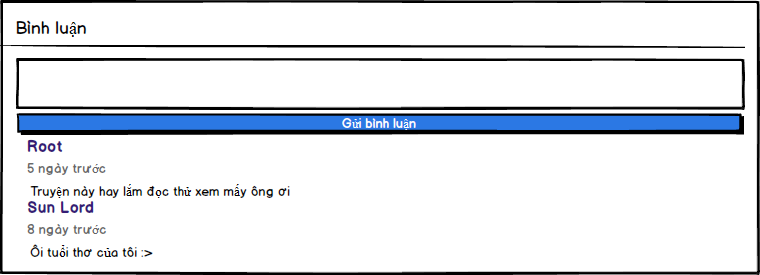 Bình luận
Gửi bình luận
Root
5 ngày trước
Truyện này hay lắm đọc thử xem mấy ông ơi
Sun Lord
8 ngày trước
Ôi tuổi thơ của tôi :>